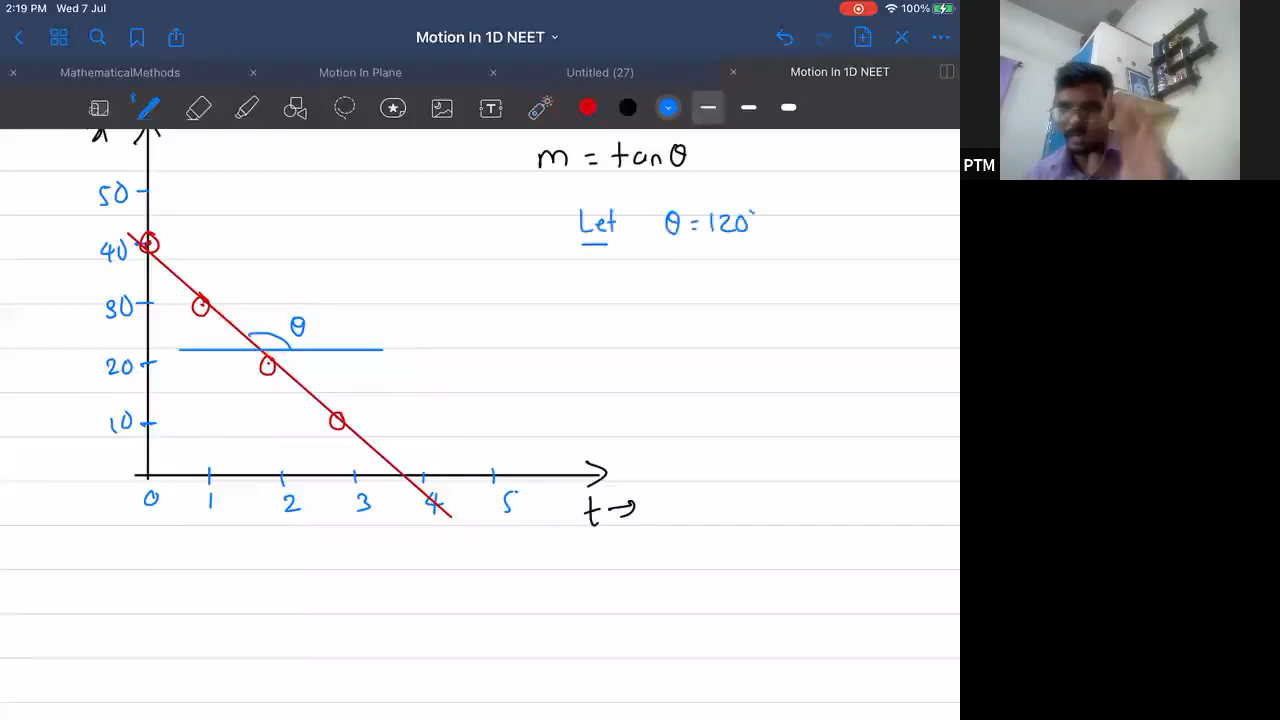 2:19 PM Wed 7 Jul
100%
Motion In 1D NEET
MathematicalMethods
Motion In Plane
Untitled (27)
Motion In 1D NEET
T
PTM
x
m = tanθ
50
Let θ = 120°
40
30
θ
20
10
0 1 2 3 4 5
t →